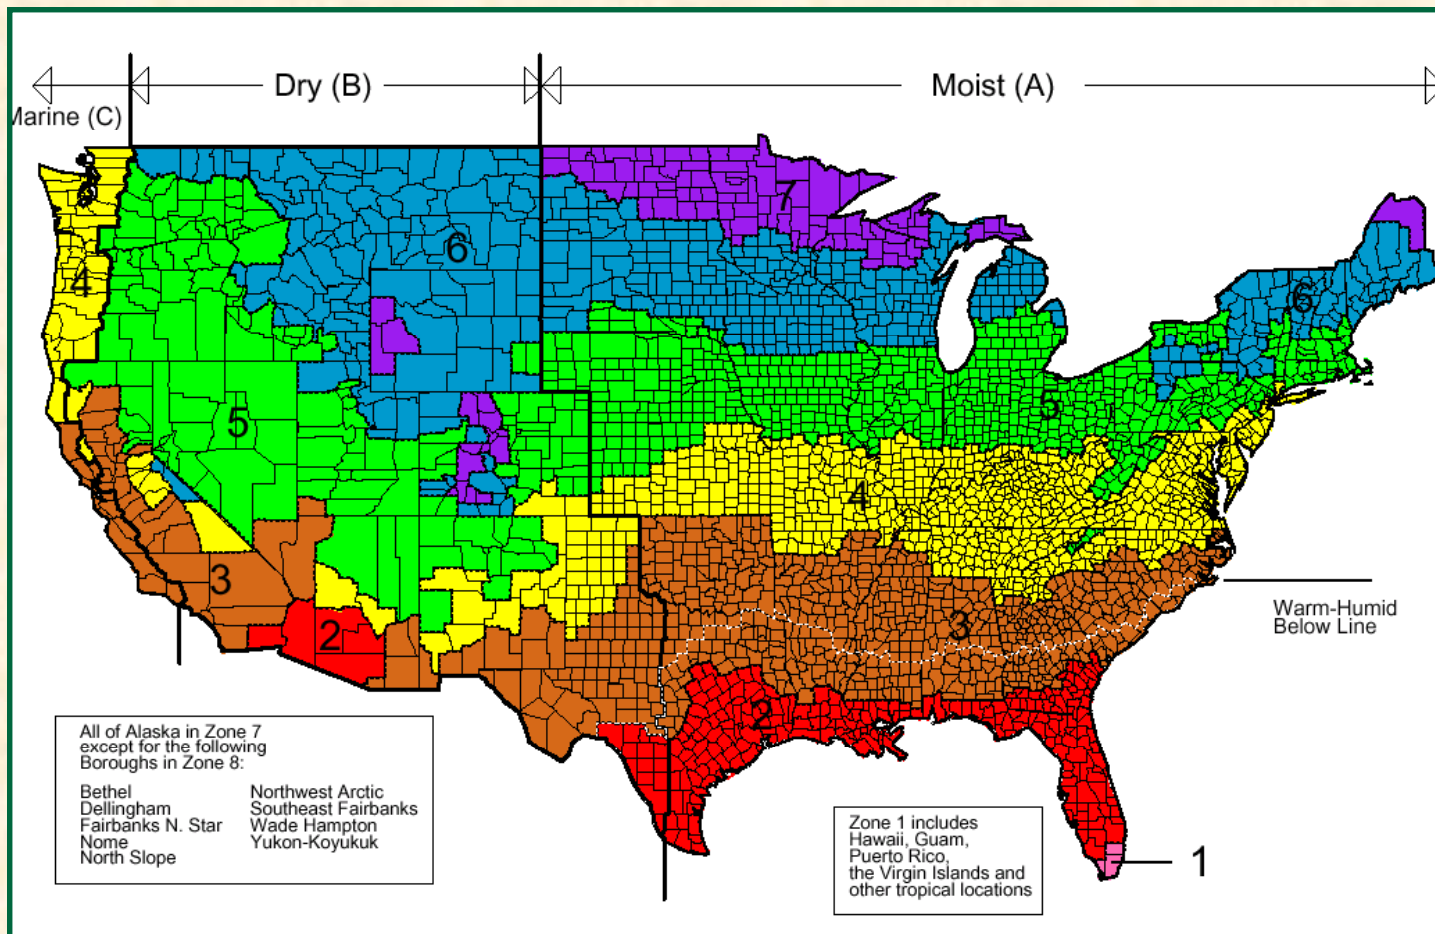 Dry (B)
Moist (A)
Marine (C)
7
6
4
6
5
5
4
3
3
2
2
Warm-Humid
Below Line
All of Alaska in Zone 7
except for the following
Boroughs in Zone 8:
Bethel
Northwest Arctic
Dellingham
Southeast Fairbanks
Fairbanks N. Star
Wade Hampton
Nome
Yukon-Koyukuk
North Slope
Zone 1 includes
Hawaii, Guam,
Puerto Rico,
the Virgin Islands and
other tropical locations
1